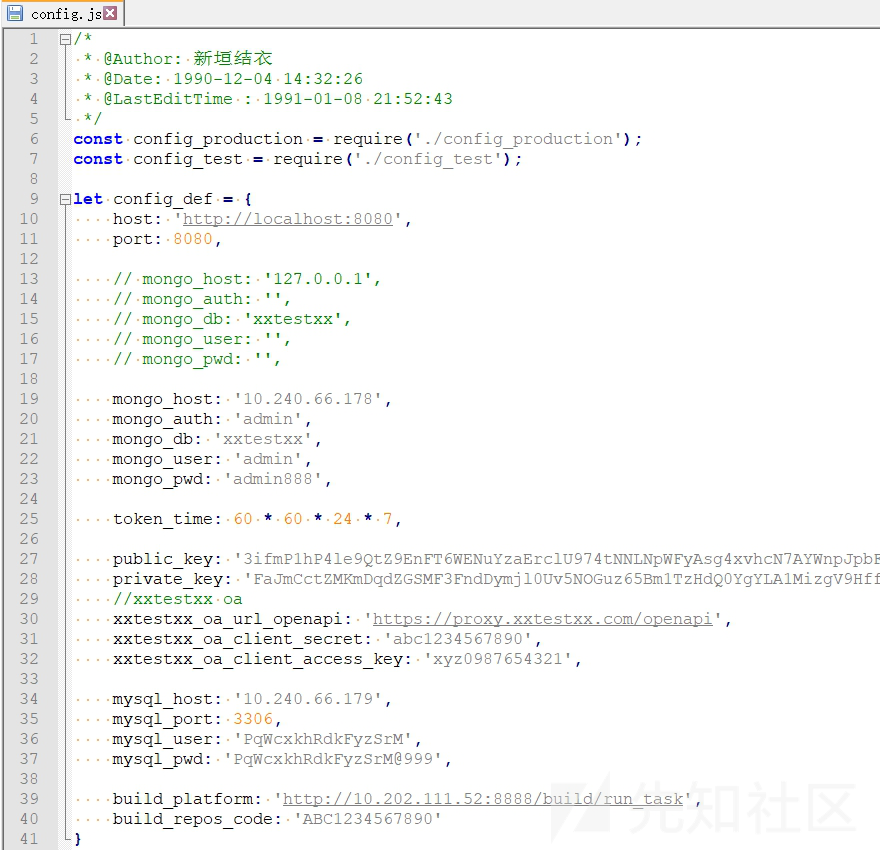 config.js
1 /*
2 * @Author: 新垣结衣
3 * @Date: 1990-12-04 14:32:26
4 * @LastEditTime : 1991-01-08 21:52:43
5 */
6 const config_production = require('./config_production');
7 const config_test = require('./config_test');
8
9 let config_def = {
10 host: 'http://localhost:8080',
11 port: 8080,
12
13 // mongo_host: '127.0.0.1',
14 // mongo_auth: '',
15 // mongo_db: 'xxtestxx',
16 // mongo_user: '',
17 // mongo_pwd: '',
18
19 mongo_host: '10.240.66.178',
20 mongo_auth: 'admin',
21 mongo_db: 'xxtestxx',
22 mongo_user: 'admin',
23 mongo_pwd: 'admin888',
24
25 token_time: 60 * 60 * 24 * 7,
26
27 public_key: '3ifmP1hP4le9QtZ9EnFT6WENuYzaErclU974tNNLNpWFyAsg4xvhcN7AYWnpJpbE
28 private_key: 'FaJmCctZMKmDqdZGSMF3FndDymjl0Uv5NOGuz65Bm1TzHdQ0YgYLA1MizgV9Hff
29 //xxtestxx oa
30 xxtestxx_oa_url_openapi: 'https://proxy.xxtestxx.com/openapi',
31 xxtestxx_oa_client_secret: 'abc1234567890',
32 xxtestxx_oa_client_access_key: 'xyz0987654321',
33
34 mysql_host: '10.240.66.179',
35 mysql_port: 3306,
36 mysql_user: 'PqWcxkhRdkFyzSrM',
37 mysql_pwd: 'PqWcxkhRdkFyzSrM@999',
38
39 build_platform: 'http://10.202.111.52:8888/build/run_task',
40 build_repos_code: 'ABC1234567890'
41 }
先知社区